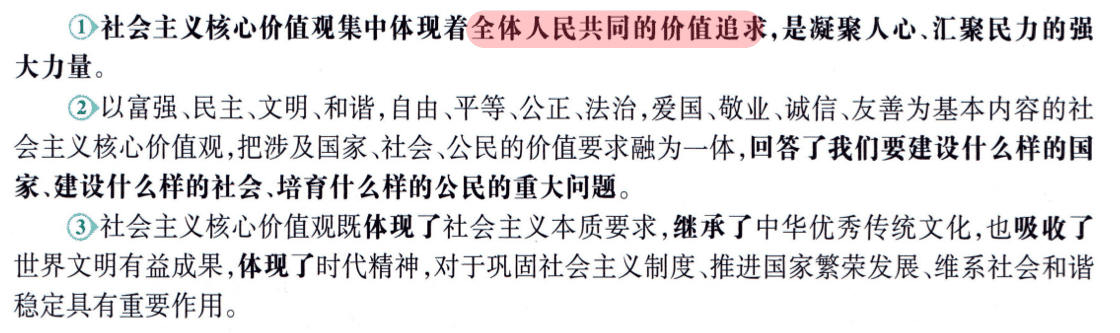 ①社会主义核心价值观集中体现着全体人民共同的价值追求,是凝聚人心、汇聚民力的强
大力量。
②以富强、民主、文明、和谐,自由、平等、公正、法治,爱国、敬业、诚信、友善为基本内容的社
会主义核心价值观,把涉及国家、社会、公民的价值要求融为一体,回答了我们要建设什么样的国
家、建设什么样的社会、培育什么样的公民的重大问题。
③社会主义核心价值观既体现了社会主义本质要求,继承了中华优秀传统文化,也吸收了
世界文明有益成果,体现了时代精神,对于巩固社会主义制度、推进国家繁荣发展、维系社会和谐
稳定具有重要作用。